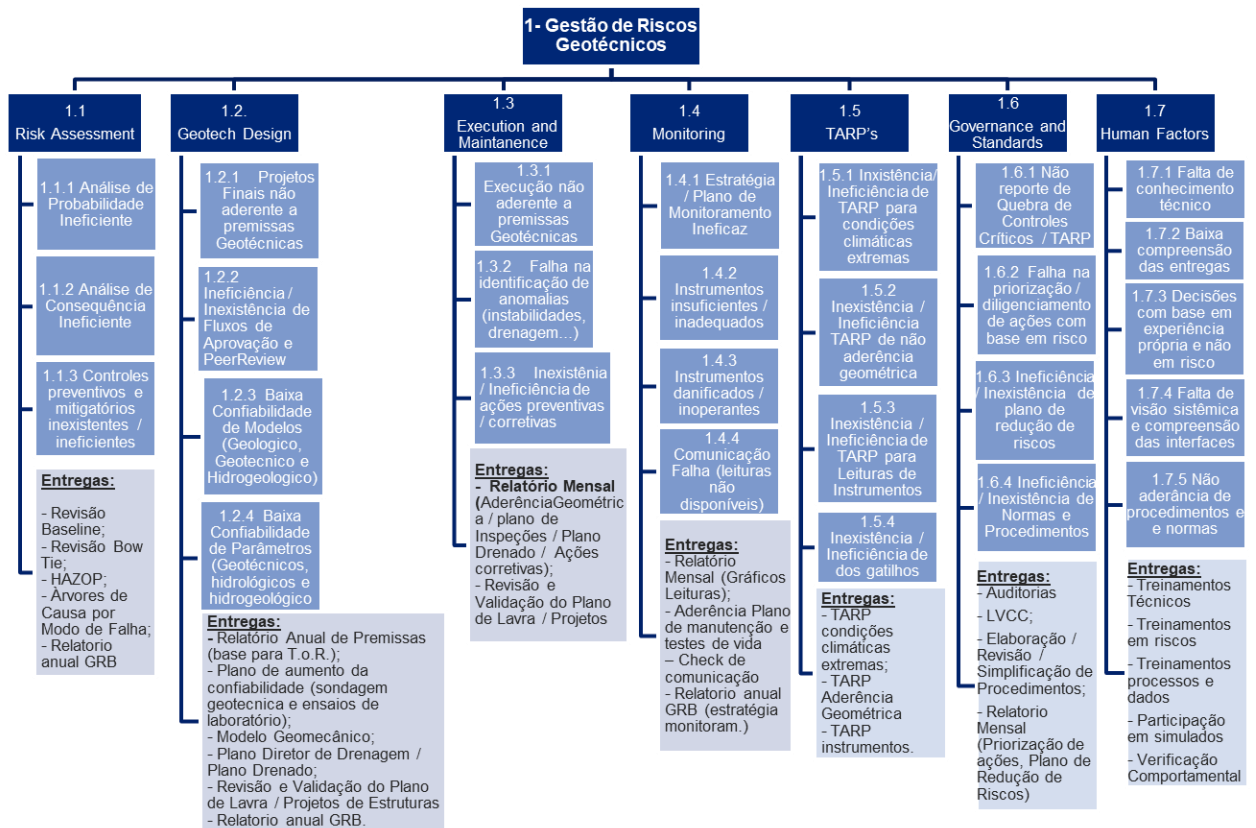 1- Gestão de Riscos
Geotécnicos
1.1
Risk Assessment
1.1.1 Análise de
Probabilidade
Ineficiente
1.1.2 Análise de
Consequência
Ineficiente
1.1.3 Controles
preventivos e
mitigatórios
inexistentes /
ineficientes
Entregas:
- Revisão
Baseline;
- Revisão Bow
Tie;
- HAZOP;
- Àrvores de
Causa por
Modo de Falha;
- Relatorio
anual GRB
1.2.
Geotech Design
1.2.1 Projetos
Finais não
aderente a
premissas
Geotécnicas
1.2.2
Ineficiência /
Inexistência de
Fluxos de
Aprovação e
PeerReview
1.2.3 Baixa
Confiabilidade
de Modelos
(Geologico,
Geotecnico e
Hidrogeologico)
1.2.4 Baixa
Confiabilidade
de Parâmetros
(Geotécnicos,
hidrológicos e
hidrogeológico
Entregas:
- Relatório Anual de Premissas
(base para T.o.R.);
- Plano de aumento da
confiabilidade (sondagem
geotecnica e ensaios de
laboratório);
- Modelo Geomecânico;
- Plano Diretor de Drenagem /
Plano Drenado;
- Revisão e Validação do Plano
de Lavra / Projetos de Estruturas
- Relatorio anual GRB.
1.3
Execution and
Maintanence
1.3.1
Execução não
aderente a
premissas
Geotécnicas
1.3.2 Falha na
identificação de
anomalias
(instabilidades,
drenagem...)
1.3.3 Inexistênia
/ Ineficiência de
ações preventivas
/ corretivas
Entregas:
- Relatório Mensal
(AderênciaGeométric
a / plano de
Inspeções / Plano
Drenado / Ações
corretivas);
- Revisão e
Validação do Plano
de Lavra / Projetos
1.4
Monitoring
1.4.1 Estratégia
/ Plano de
Monitoramento
Ineficaz
1.4.2
Instrumentos
insuficientes /
inadequados
1.4.3
Instrumentos
danificados /
inoperantes
1.4.4
Comunicação
Falha (leituras
não
disponíveis)
Entregas:
- Relatório
Mensal (Gráficos
Leituras);
- Aderência Plano
de manutenção e
testes de vida
– Check de
comunicação
- Relatorio anual
GRB (estratégia
monitoram.)
1.5
TARP's
1.5.1 Inxistência/
Ineficiência de
TARP para
condições
climáticas
extremas
1.5.2
Inexistência /
Ineficiência
TARP de não
aderência
geométrica
1.5.3
Inexistência /
Ineficiência de
TARP para
Leituras de
Instrumentos
1.5.4
Inexistência /
Ineficiência de
dos gatilhos
Entregas:
- TARP
condições
climáticas
extremas;
- TARP
Aderência
Geométrica
- TARP
instrumentos.
1.6
Governance and
Standards
1.6.1 Não
reporte de
Quebra de
Controles
Críticos / TARP
1.6.2 Falha na
priorização /
diligenciamento
de ações com
base em risco
1.6.3 Ineficiência
/ Inexistência de
plano de
redução de
riscos
1.6.4 Ineficiência
/ Inexistência de
Normas e
Procedimentos
Entregas:
- Auditorias
- LVCC;
- Elaboração /
Revisão /
Simplificação de
Procedimentos;
- Relatorio
Mensal
(Priorização de
ações, Plano de
Redução de
Riscos)
1.7
Human Factors
1.7.1 Falta de
conhecimento
técnico
1.7.2 Baixa
compreensão
das entregas
1.7.3 Decisões
com base em
experiência
própria e não
em risco
1.7.4 Falta de
visão sistêmica
e compreensão
das interfaces
1.7.5 Não
aderância de
procedimentos e
e normas
Entregas:
- Treinamentos
Técnicos
- Treinamentos
em riscos
- Treinamentos
processos e
dados
- Participação
em simulados
- Verificação
Comportamental